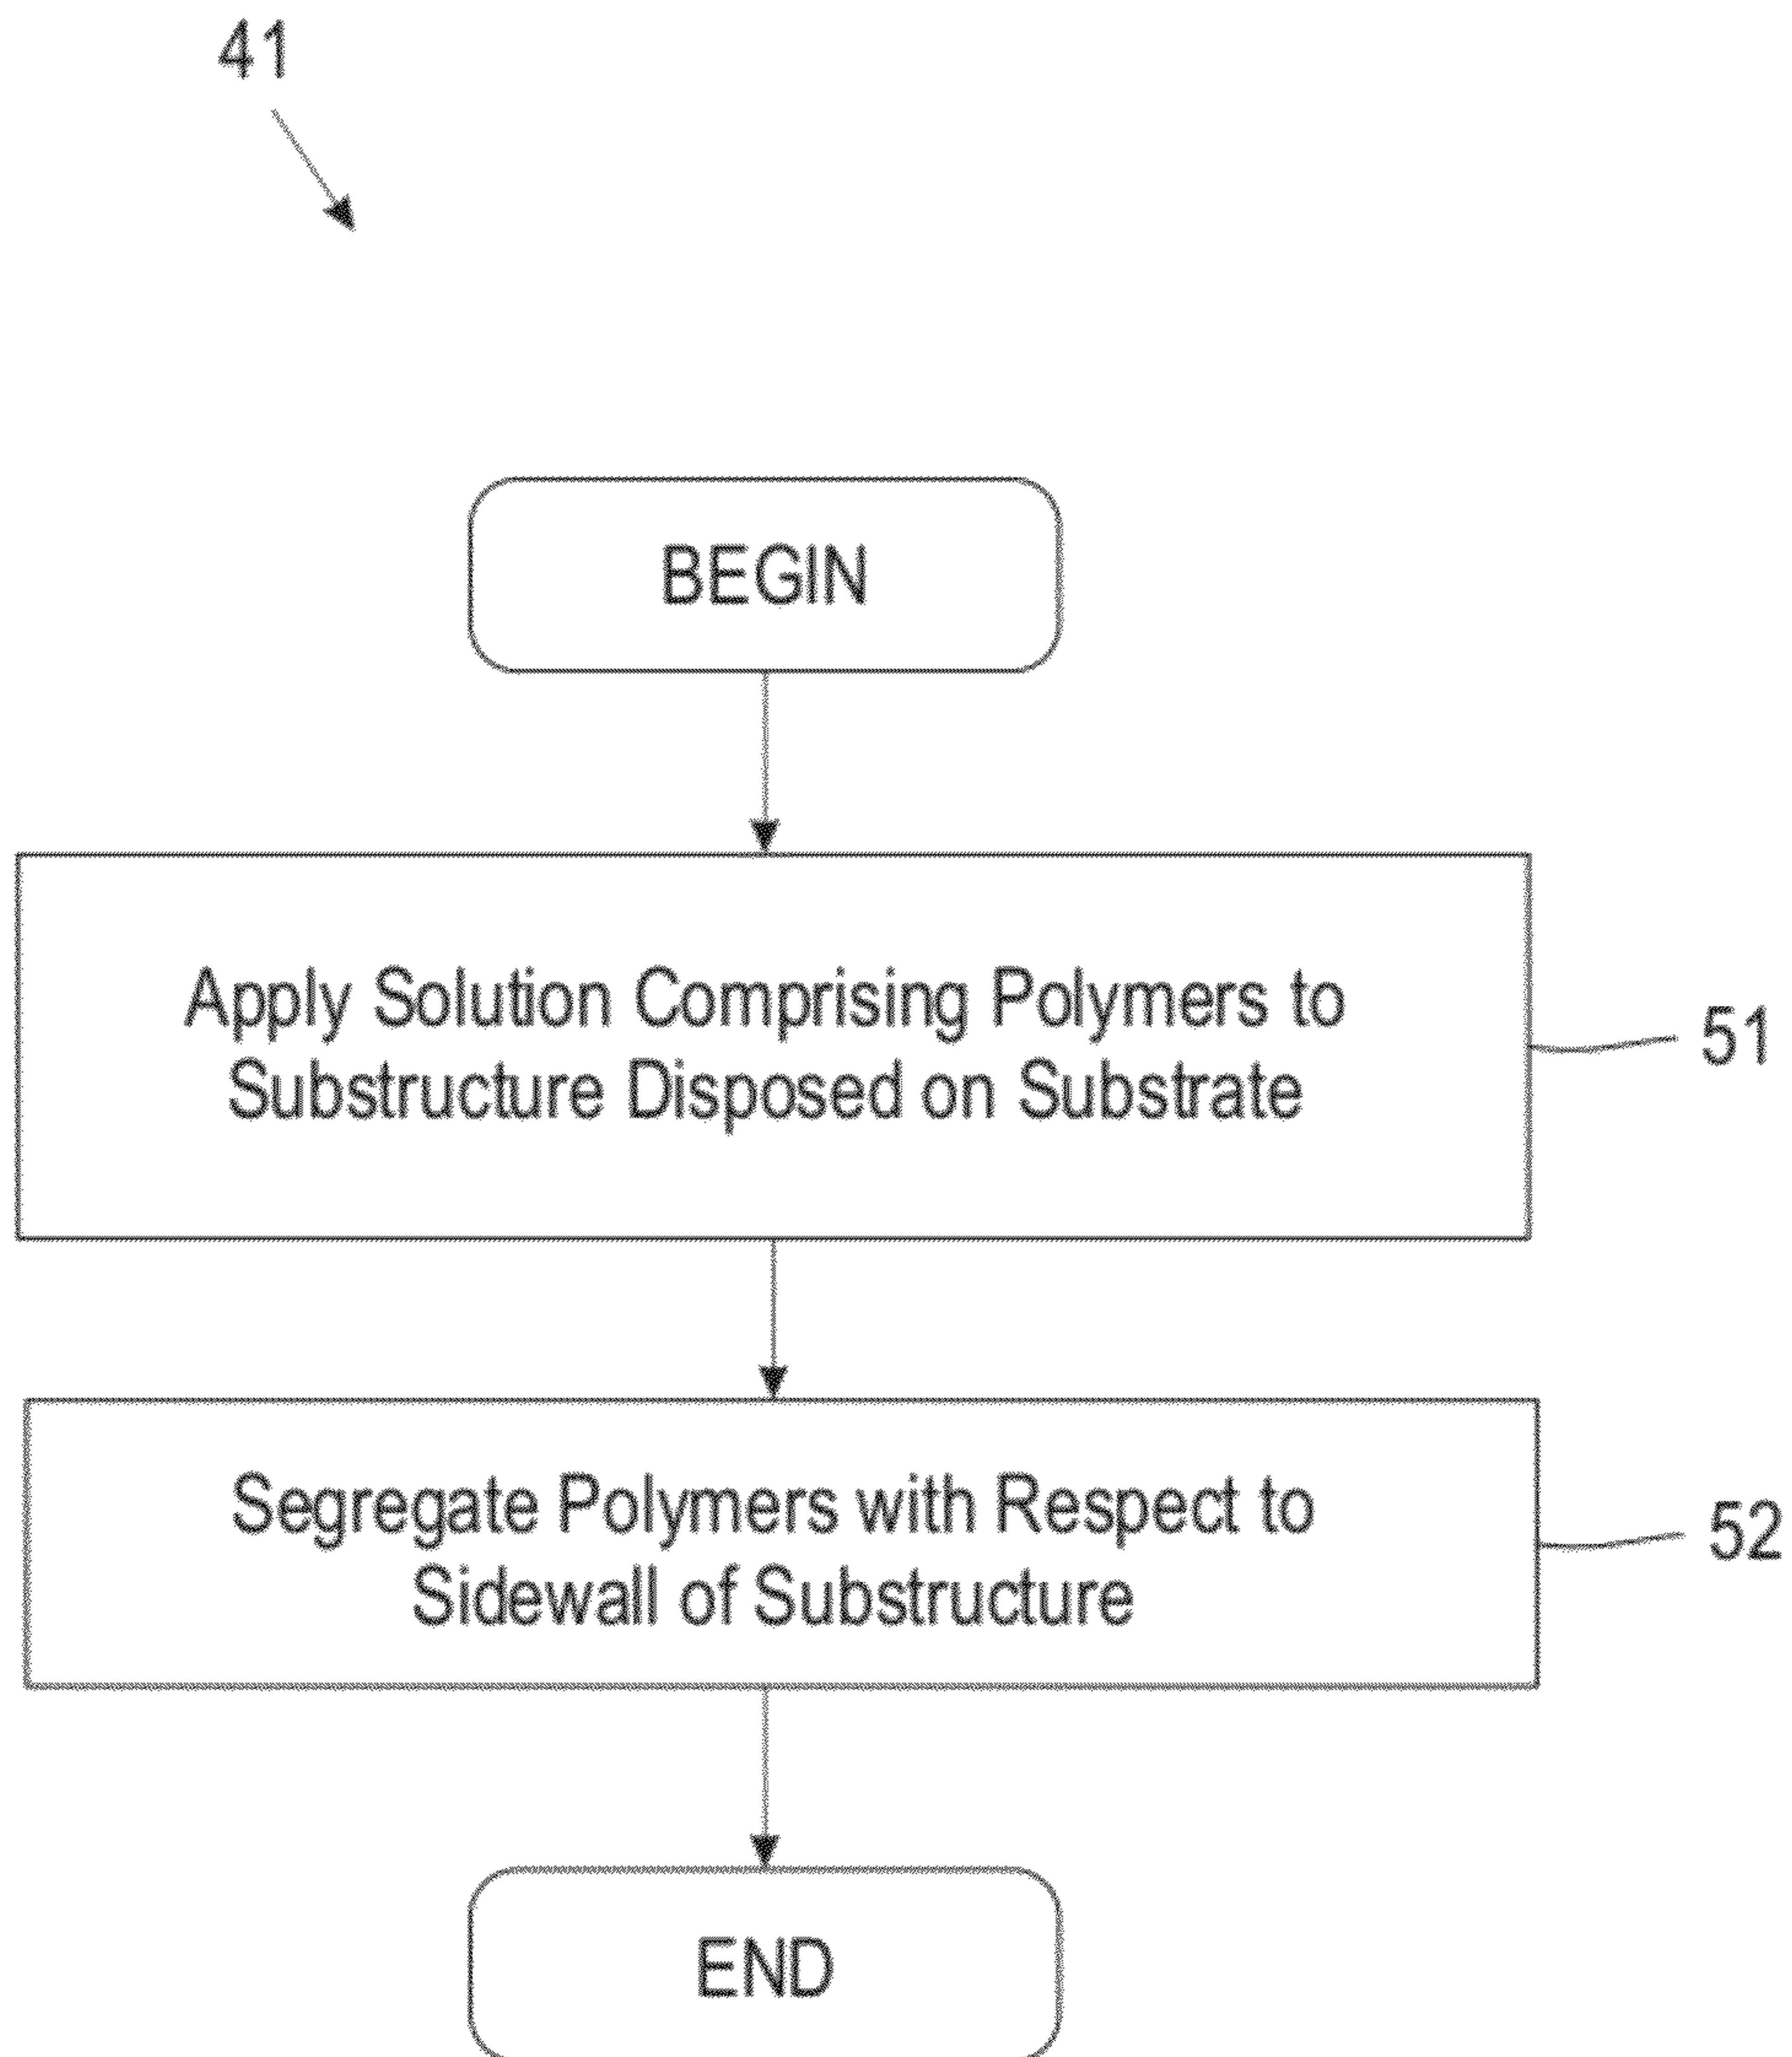 41
BEGIN
Apply Solution Comprising Polymers to
Substructure Disposed on Substrate
51
Segregate Polymers with Respect to
Sidewall of Substructure
52
END